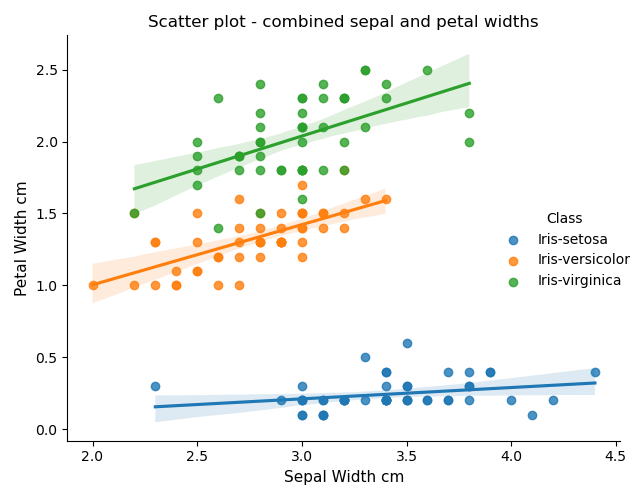 Scatter plot - combined sepal and petal widths
Petal Width cm
2.5
2.0
1.5
1.0
0.5
0.0
Class
Iris-setosa
Iris-versicolor
Iris-virginica
2.0 2.5 3.0 3.5 4.0 4.5
Sepal Width cm